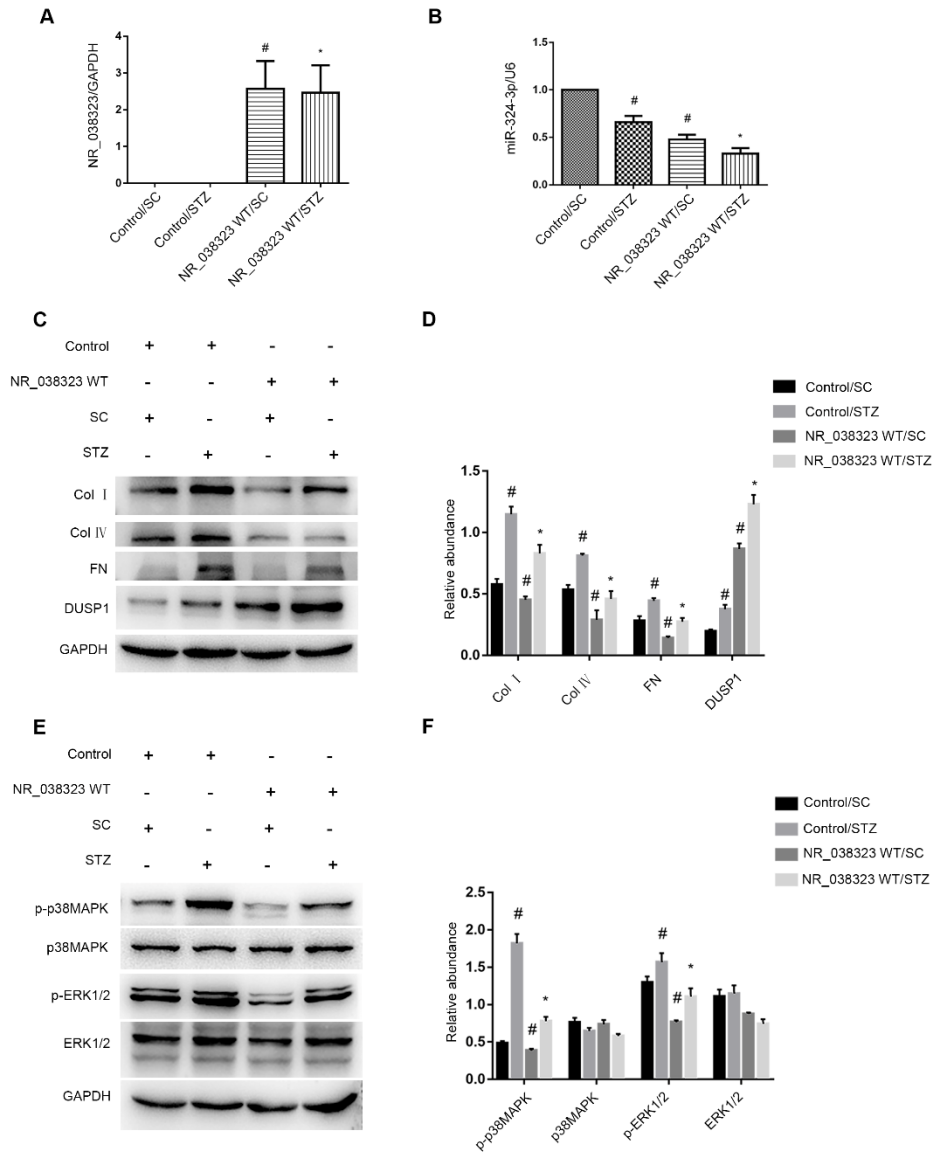 A
NR_038323/GAPDH
4
3
2
1
0
#
*
Control/SC
Control/STZ
NR_038323 WT/SC
NR_038323 WT/STZ
B
miR-324-3p/U6
1.5
1.0
0.5
0.0
#
#
*
Control/SC
Control/STZ
NR_038323 WT/SC
NR_038323 WT/STZ
C
Control + + - -
NR_038323 WT - - + +
SC + - + -
STZ - + - +
Col Ⅰ
Col Ⅳ
FN
DUSP1
GAPDH
D
Control/SC
Control/STZ
NR_038323 WT/SC
NR_038323 WT/STZ
Relative abundance
1.5
1.0
0.5
0.0
# # *
# # *
# # *
# # *
Col Ⅰ
Col Ⅳ
FN
DUSP1
E
Control + + - -
NR_038323 WT - - + +
SC + - + -
STZ - + - +
p-p38MAPK
p38MAPK
p-ERK1/2
ERK1/2
GAPDH
F
Control/SC
Control/STZ
NR_038323 WT/SC
NR_038323 WT/STZ
Relative abundance
2.5
2.0
1.5
1.0
0.5
0.0
# # *
# # *
p-p38MAPK
p38MAPK
p-ERK1/2
ERK1/2